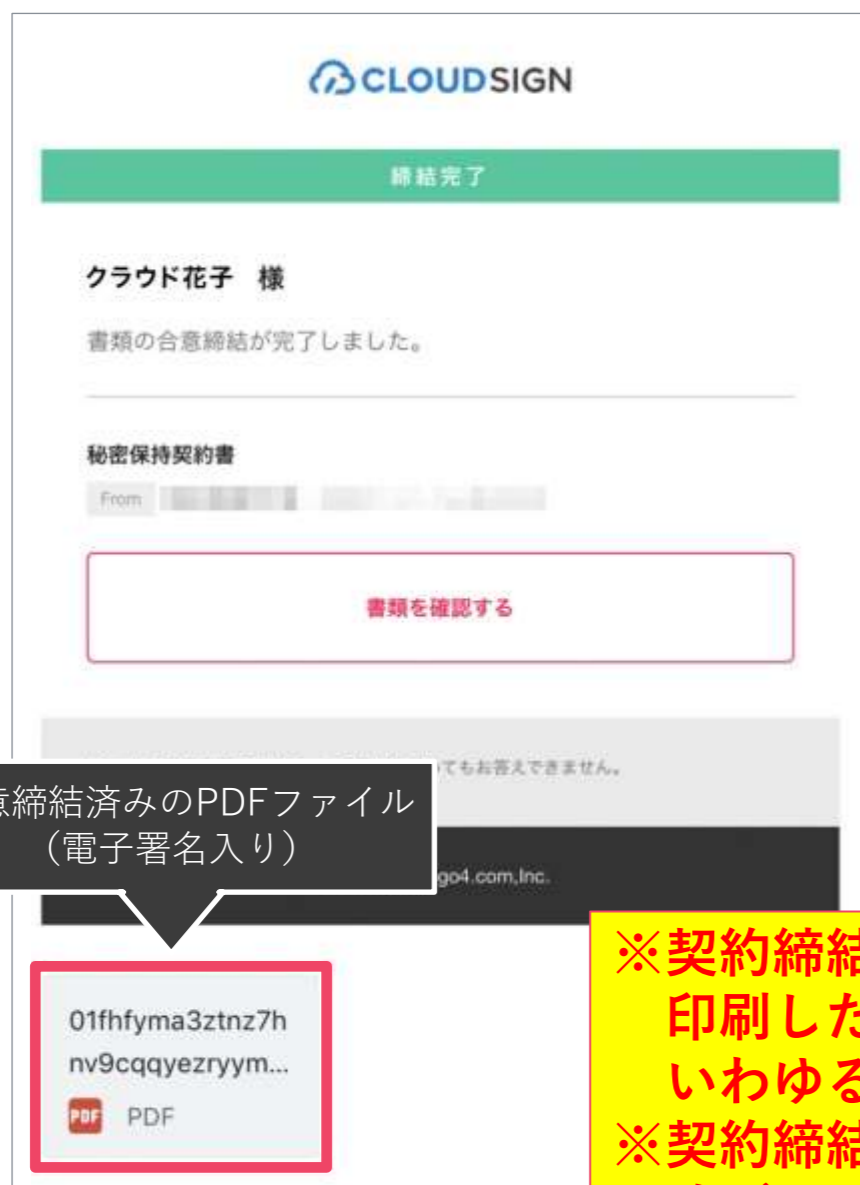 CLOUDSIGN
締結完了
クラウド花子 様
書類の合意締結が完了しました。
秘密保持契約書
From
書類を確認する
てもお答えできません。
意締結済みのPDFファイル
（電子署名入り）
go4.com,Inc.
01fhfyma3ztnz7h
nv9cqqyezryym...
PDF PDF
※契約締結
印刷した
いわゆる
※契約締結